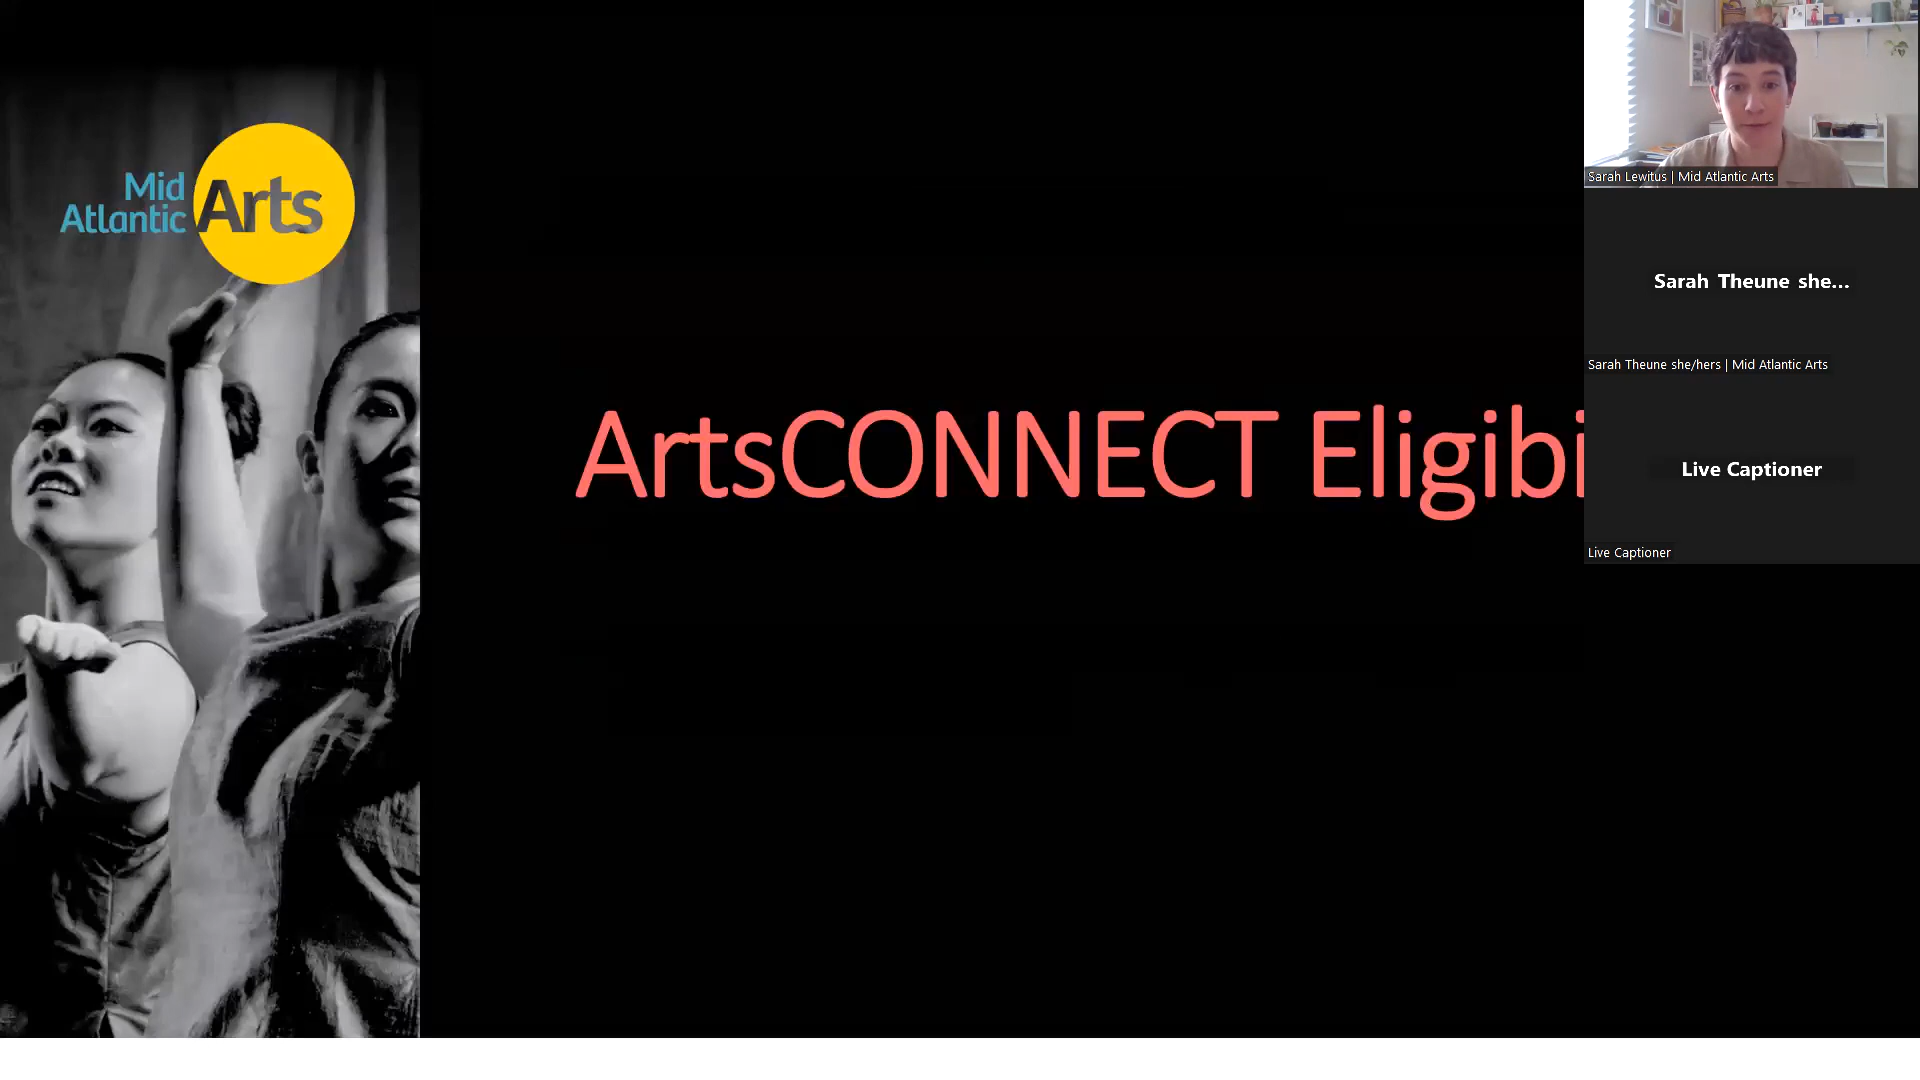 Mid
Atlantic
Arts
ArtsCONNECT Eligibi
Sarah Lewitus | Mid Atlantic Arts
Sarah Theune she...
Sarah Theune she/hers | Mid Atlantic Arts
Live Captioner
Live Captioner